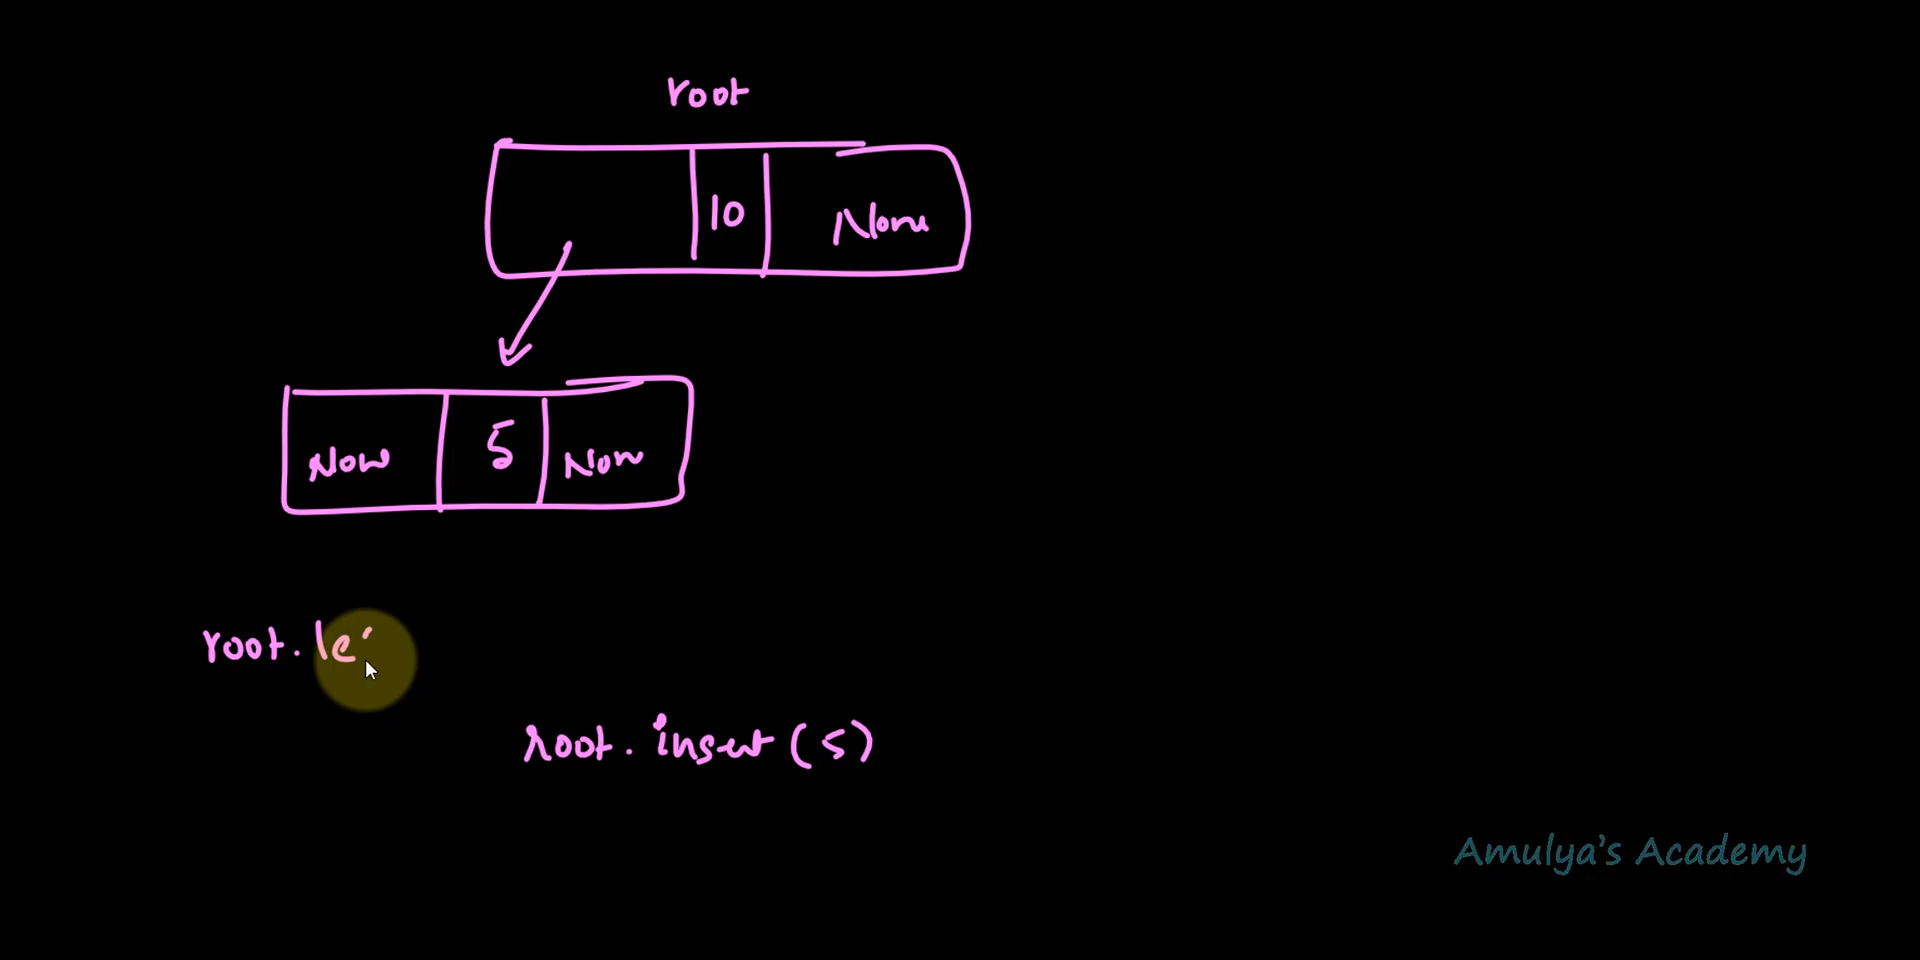 root
10 None
None 5 None
root.le
root.insert(5)
Amulya's Academy